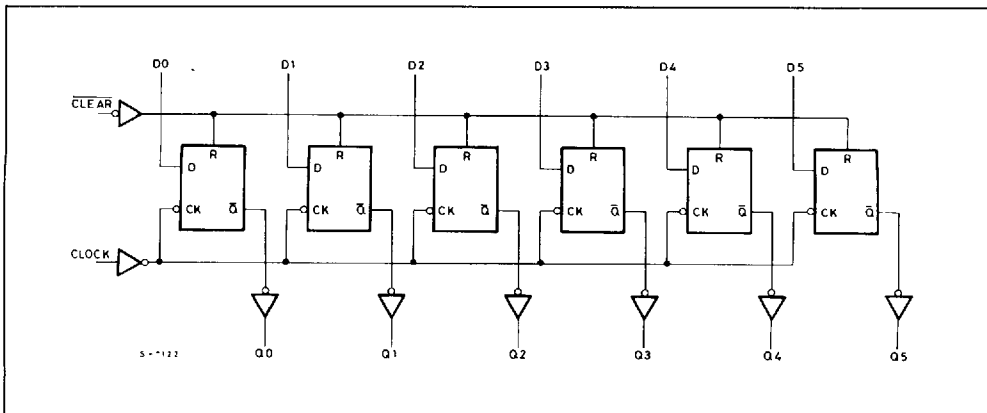 D0 D1 D2 D3 D4 D5
C̅L̅E̅A̅R̅
R R R R R R
D D D D D D
CK Q̅ CK Q̅ CK Q̅ CK Q̅ CK Q̅ CK Q̅
CLOCK
Q0 Q1 Q2 Q3 Q4 Q5